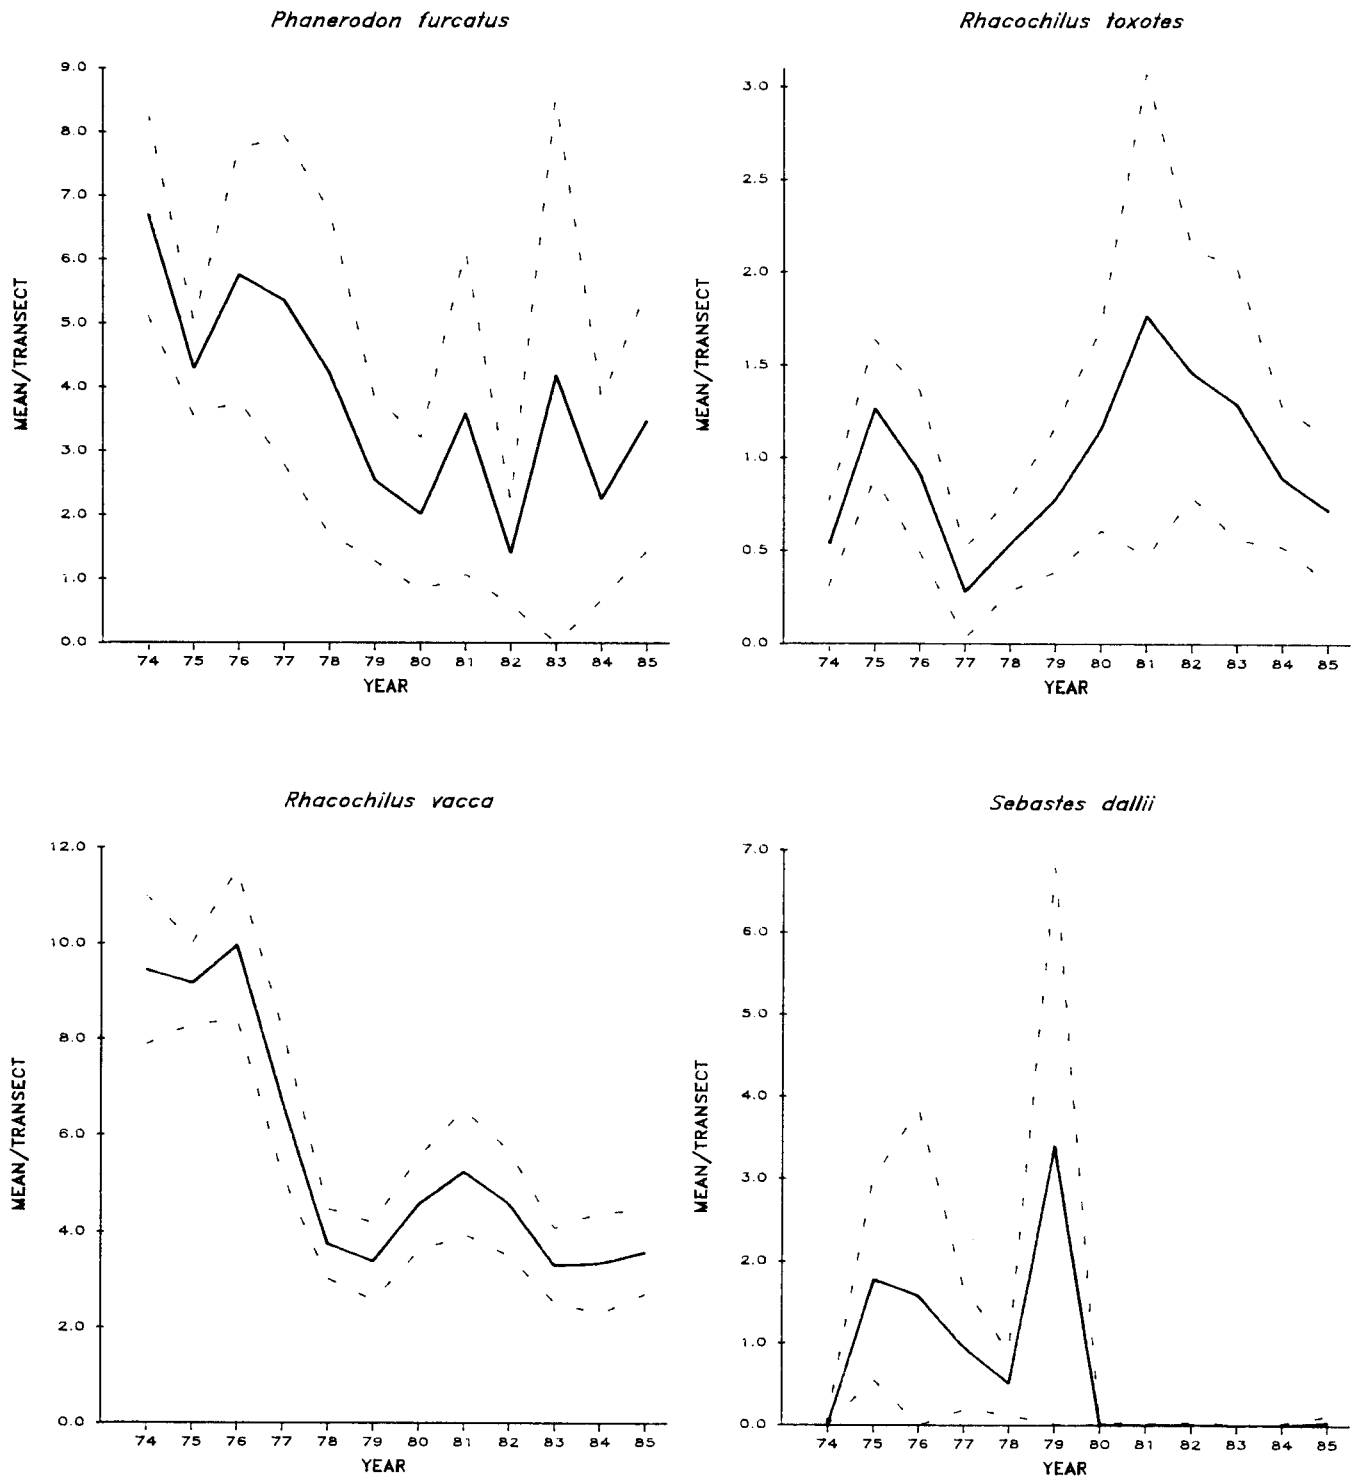 Phanerodon furcatus
9.0
8.0
7.0
6.0
5.0
4.0
3.0
2.0
1.0
0.0
MEAN/TRANSECT
74 75 76 77 78 79 80 81 82 83 84 85
YEAR
Rhacochilus toxotes
3.0
2.5
2.0
1.5
1.0
0.5
0.0
MEAN/TRANSECT
74 75 76 77 78 79 80 81 82 83 84 85
YEAR
Rhacochilus vacca
12.0
10.0
8.0
6.0
4.0
2.0
0.0
MEAN/TRANSECT
74 75 76 77 78 79 80 81 82 83 84 85
YEAR
Sebastes dallii
7.0
6.0
5.0
4.0
3.0
2.0
1.0
0.0
MEAN/TRANSECT
74 75 76 77 78 79 80 81 82 83 84 85
YEAR